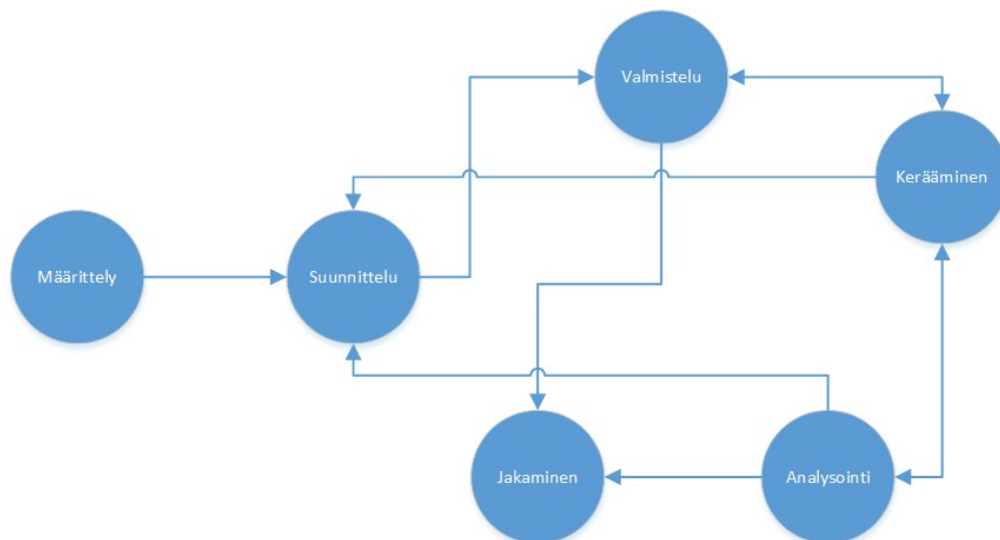 Valmistelu
Kerääminen
Määrittely
Suunnittelu
Jakaminen
Analysointi